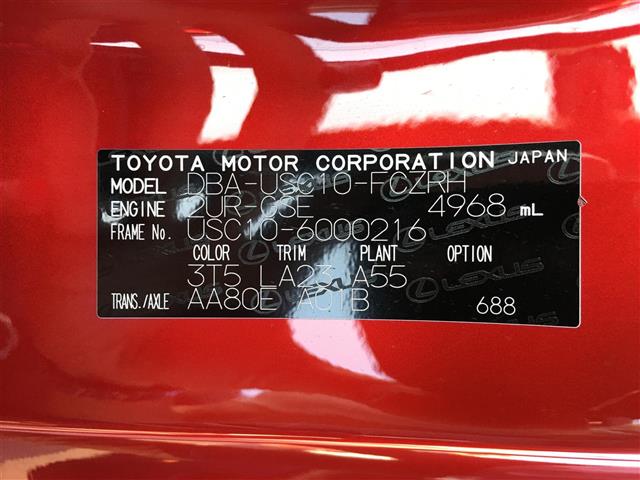 TOYOTA MOTOR CORPORATION JAPAN
MODEL DBA-USC10-FCZRH
ENGINE 2UR-GSE 4968 mL
FRAME No. USC10-6000216
COLOR TRIM PLANT OPTION
3T5 LA23 A55
TRANS./AXLE AA80E A01B 688
LEXUS